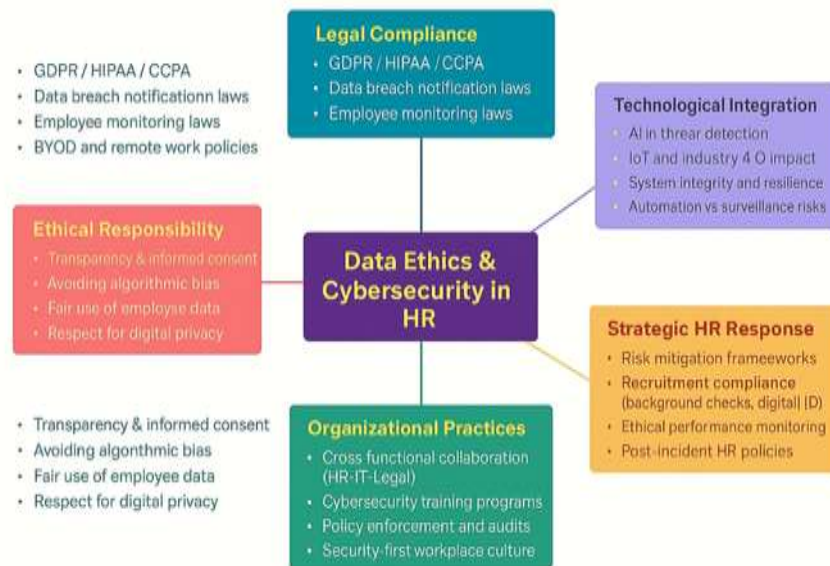 Legal Compliance
• GDPR / HIPAA / CCPA
• Data breach notification laws
• Employee monitoring laws
• GDPR / HIPAA / CCPA
• Data breach notificationn laws
• Employee monitoring laws
• BYOD and remote work policies
Technological Integration
• AI in threar detection
• IoT and industry 4 O impact
• System integrity and resilience
• Automation vs surveillance risks
Ethical Responsibility
• Transparency & informed consent
• Avoiding algorithmic bias
• Fair use of employse data
• Respect for digital privacy
Data Ethics &
Cybersecurity in
HR
Strategic HR Response
• Risk mitigation frameeworks
• Recruitment compliance
(background checks, digital| ID)
• Ethical performance monitoring
• Post-incident HR policies
• Transparency & informed consent
• Avoiding algonthmic bias
• Fair use of employee data
• Respect for digital privacy
Organizational Practices
• Cross functional collaboration
(HR-IT-Legal)
• Cybersecurity training programs
• Policy enforcement and audits
• Security-first workplace culture